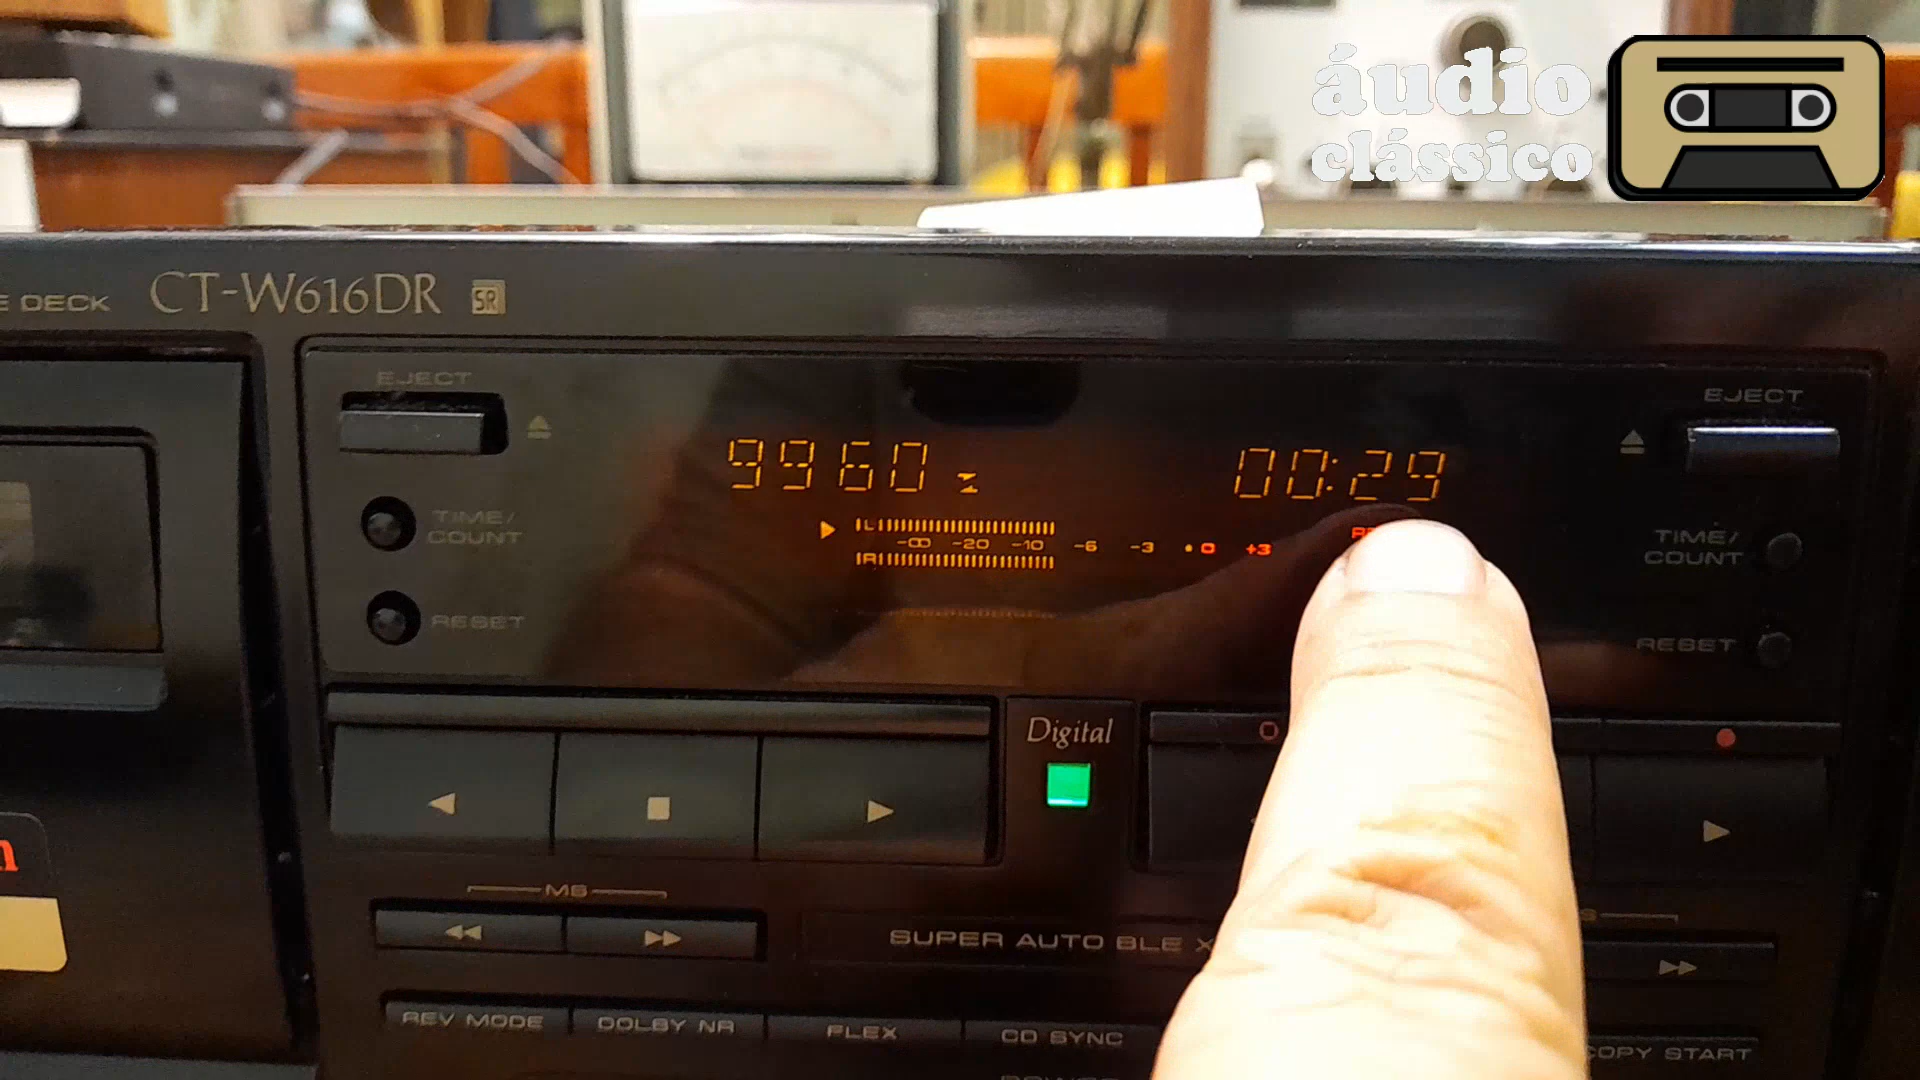 áudio
clássico
E DECK CT-W616DR SR
EJECT
EJECT
9960
00:29
TIME/
COUNT
TIME/
COUNT
L
-∞ -20 -10 -6 -3 0 +3
R
RESET
RESET
Digital
MS
SUPER AUTO BLE X
REV MODE DOLBY NR FLEX CD SYNC COPY START